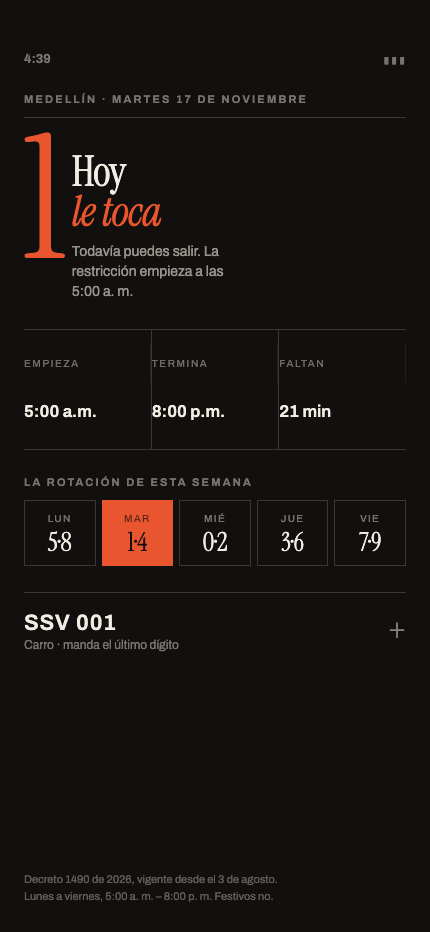 4:39
MEDELLÍN · MARTES 17 DE NOVIEMBRE
1
Hoy
le toca
Todavía puedes salir. La
restricción empieza a las
5:00 a. m.
EMPIEZA
TERMINA
FALTAN
5:00 a.m.
8:00 p.m.
21 min
LA ROTACIÓN DE ESTA SEMANA
LUN
MAR
MIÉ
JUE
VIE
5·8
1·4
0·2
3·6
7·9
SSV 001
+
Carro · manda el último dígito
Decreto 1490 de 2026, vigente desde el 3 de agosto.
Lunes a viernes, 5:00 a. m. – 8:00 p. m. Festivos no.